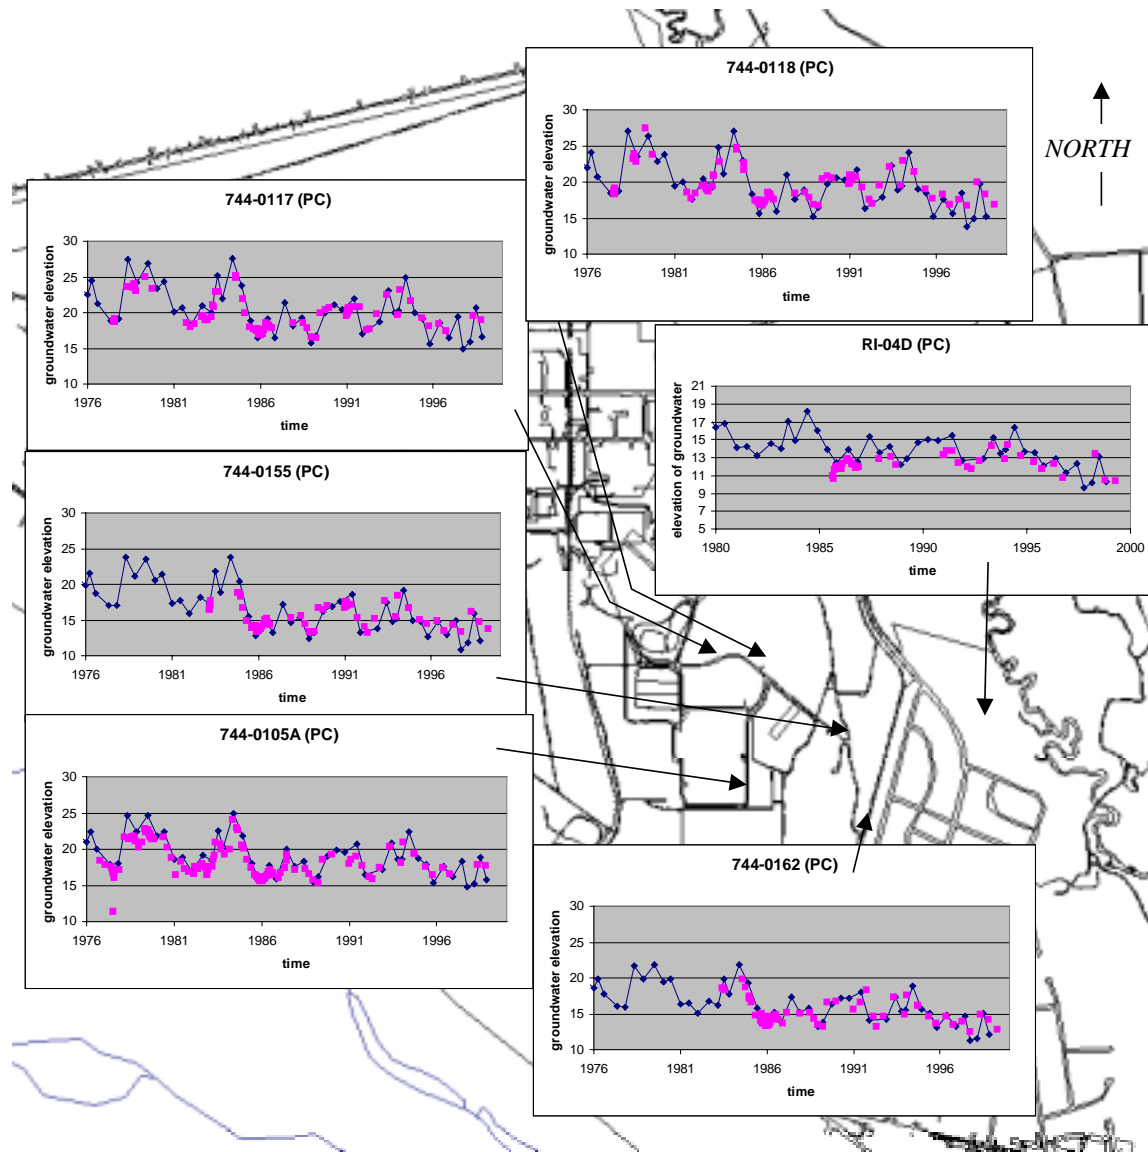 744-0118 (PC)
groundwater elevation
30
25
20
15
10
1976 1981 1986 1991 1996
time
NORTH
744-0117 (PC)
groundwater elevation
30
25
20
15
10
1976 1981 1986 1991 1996
time
RI-04D (PC)
elevation of groundwater
21
19
17
15
13
11
9
7
5
1980 1985 1990 1995 2000
time
744-0155 (PC)
groundwater elevation
30
25
20
15
10
1976 1981 1986 1991 1996
time
744-0105A (PC)
groundwater elevation
30
25
20
15
10
1976 1981 1986 1991 1996
time
744-0162 (PC)
groundwater elevation
30
25
20
15
10
1976 1981 1986 1991 1996
time